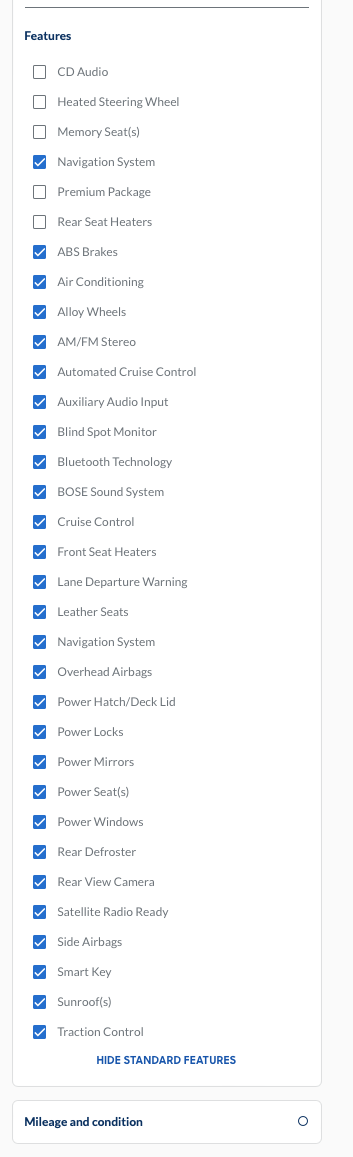 Features
CD Audio
Heated Steering Wheel
Memory Seat(s)
Navigation System
Premium Package
Rear Seat Heaters
ABS Brakes
Air Conditioning
Alloy Wheels
AM/FM Stereo
Automated Cruise Control
Auxiliary Audio Input
Blind Spot Monitor
Bluetooth Technology
BOSE Sound System
Cruise Control
Front Seat Heaters
Lane Departure Warning
Leather Seats
Navigation System
Overhead Airbags
Power Hatch/Deck Lid
Power Locks
Power Mirrors
Power Seat(s)
Power Windows
Rear Defroster
Rear View Camera
Satellite Radio Ready
Side Airbags
Smart Key
Sunroof(s)
Traction Control
HIDE STANDARD FEATURES
Mileage and condition